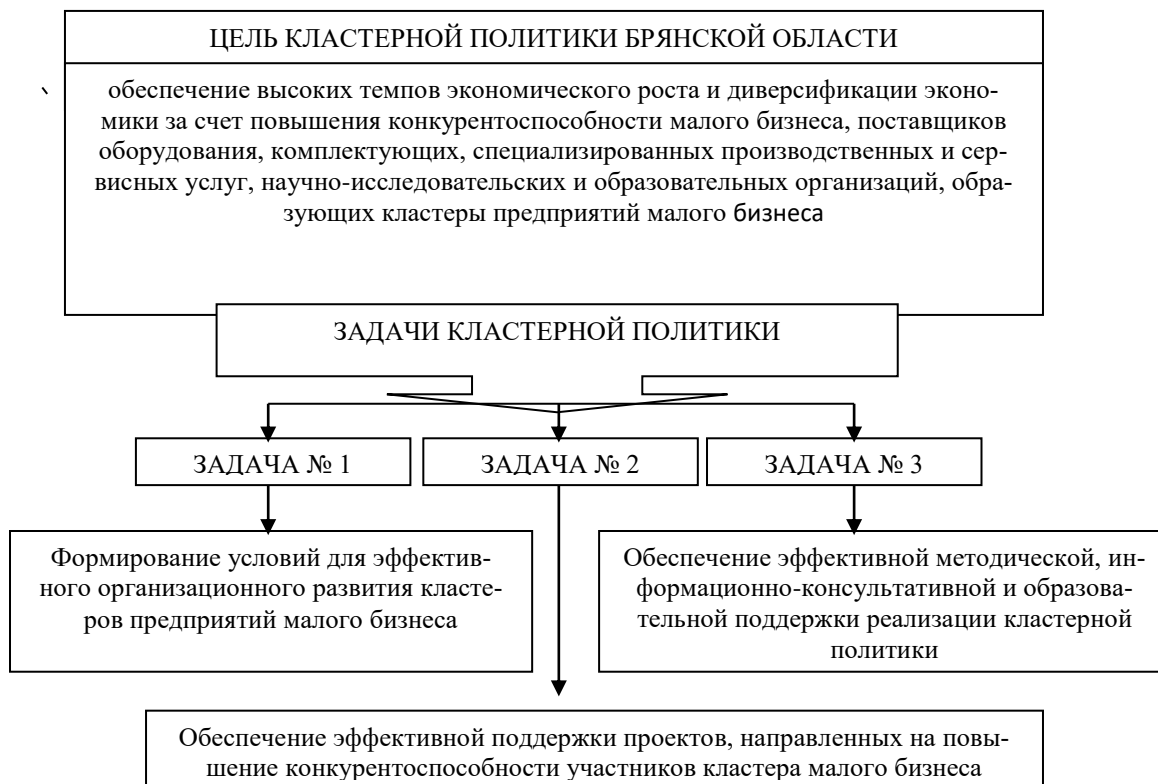 ЦЕЛЬ КЛАСТЕРНОЙ ПОЛИТИКИ БРЯНСКОЙ ОБЛАСТИ
обеспечение высоких темпов экономического роста и диверсификации эконо-
мики за счет повышения конкурентоспособности малого бизнеса, поставщиков
оборудования, комплектующих, специализированных производственных и сер-
висных услуг, научно-исследовательских и образовательных организаций, обра-
зующих кластеры предприятий малого бизнеса
ЗАДАЧИ КЛАСТЕРНОЙ ПОЛИТИКИ
ЗАДАЧА № 1
ЗАДАЧА № 2
ЗАДАЧА № 3
Формирование условий для эффектив-
ного организационного развития класте-
ров предприятий малого бизнеса
Обеспечение эффективной методической, ин-
формационно-консультативной и образова-
тельной поддержки реализации кластерной
политики
Обеспечение эффективной поддержки проектов, направленных на повы-
шение конкурентоспособности участников кластера малого бизнеса